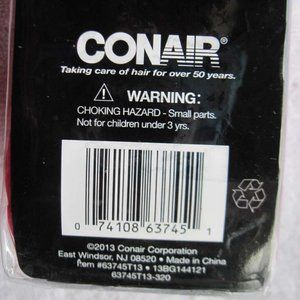 CONAIR®
Taking care of hair for over 50 years.
⚠ WARNING:
CHOKING HAZARD - Small parts.
Not for children under 3 yrs.
0 74108 63745 1
©2013 Conair Corporation
East Windsor, NJ 08520 • Made in China
Item #63745T13 • 13BG144121
63745T13-320